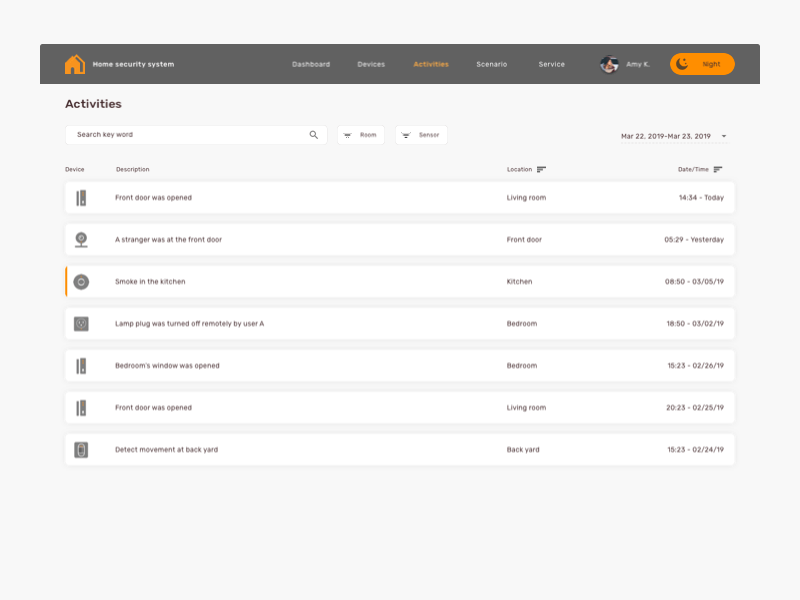 Home security system Dashboard Devices Activities Scenario Service Amy K. Night
Activities
Search key word Room Sensor Mar 22, 2019-Mar 23, 2019
Device Description Location Date/Time
Front door was opened Living room 14:34 - Today
A stranger was at the front door Front door 05:29 - Yesterday
Smoke in the kitchen Kitchen 08:50 - 03/05/19
Lamp plug was turned off remotely by user A Bedroom 18:50 - 03/02/19
Bedroom's window was opened Bedroom 15:23 - 02/26/19
Front door was opened Living room 20:23 - 02/25/19
Detect movement at back yard Back yard 15:23 - 02/24/19